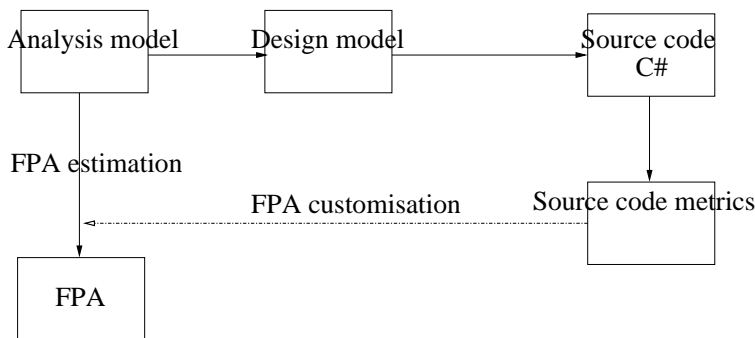 Analysis model
Design model
Source code
C#
FPA estimation
FPA customisation
Source code metrics
FPA